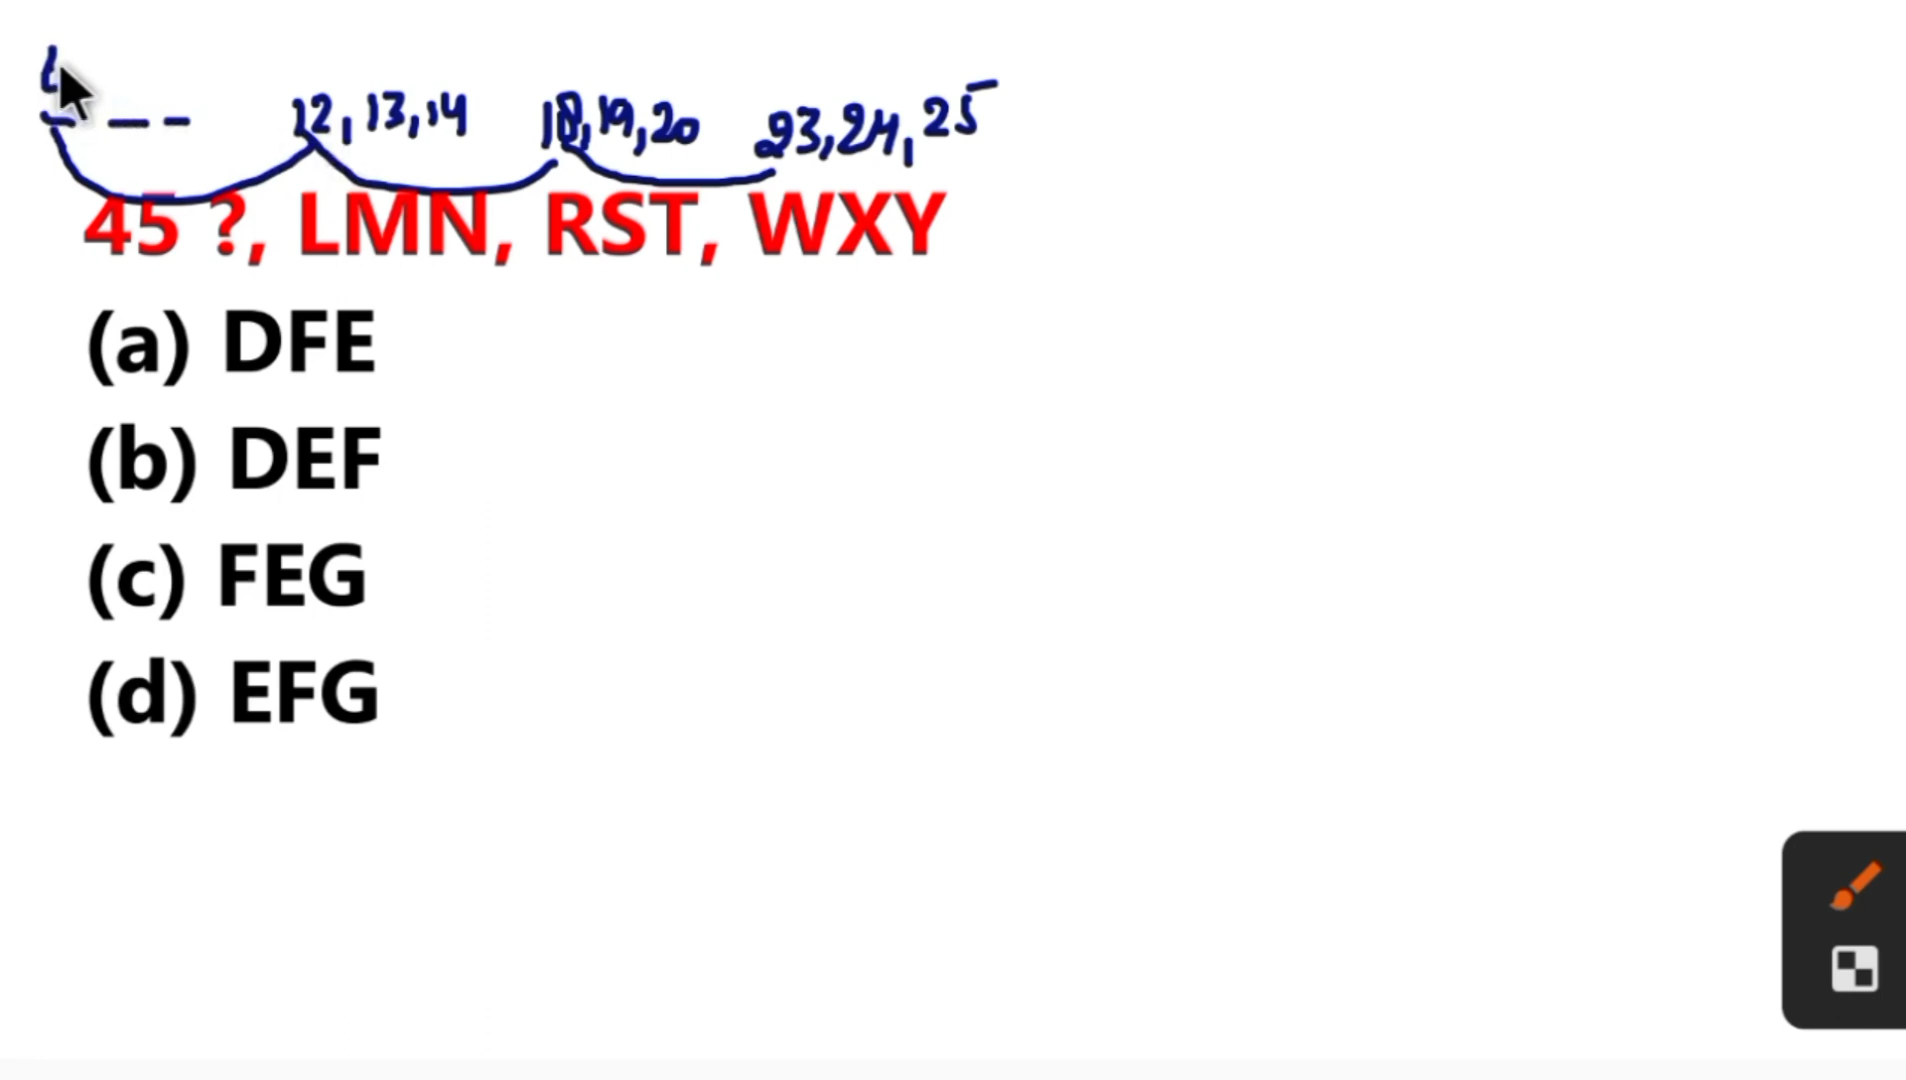 12, 13, 14 18, 19, 20 23, 24, 25
45 ?, LMN, RST, WXY
(a) DFE
(b) DEF
(c) FEG
(d) EFG